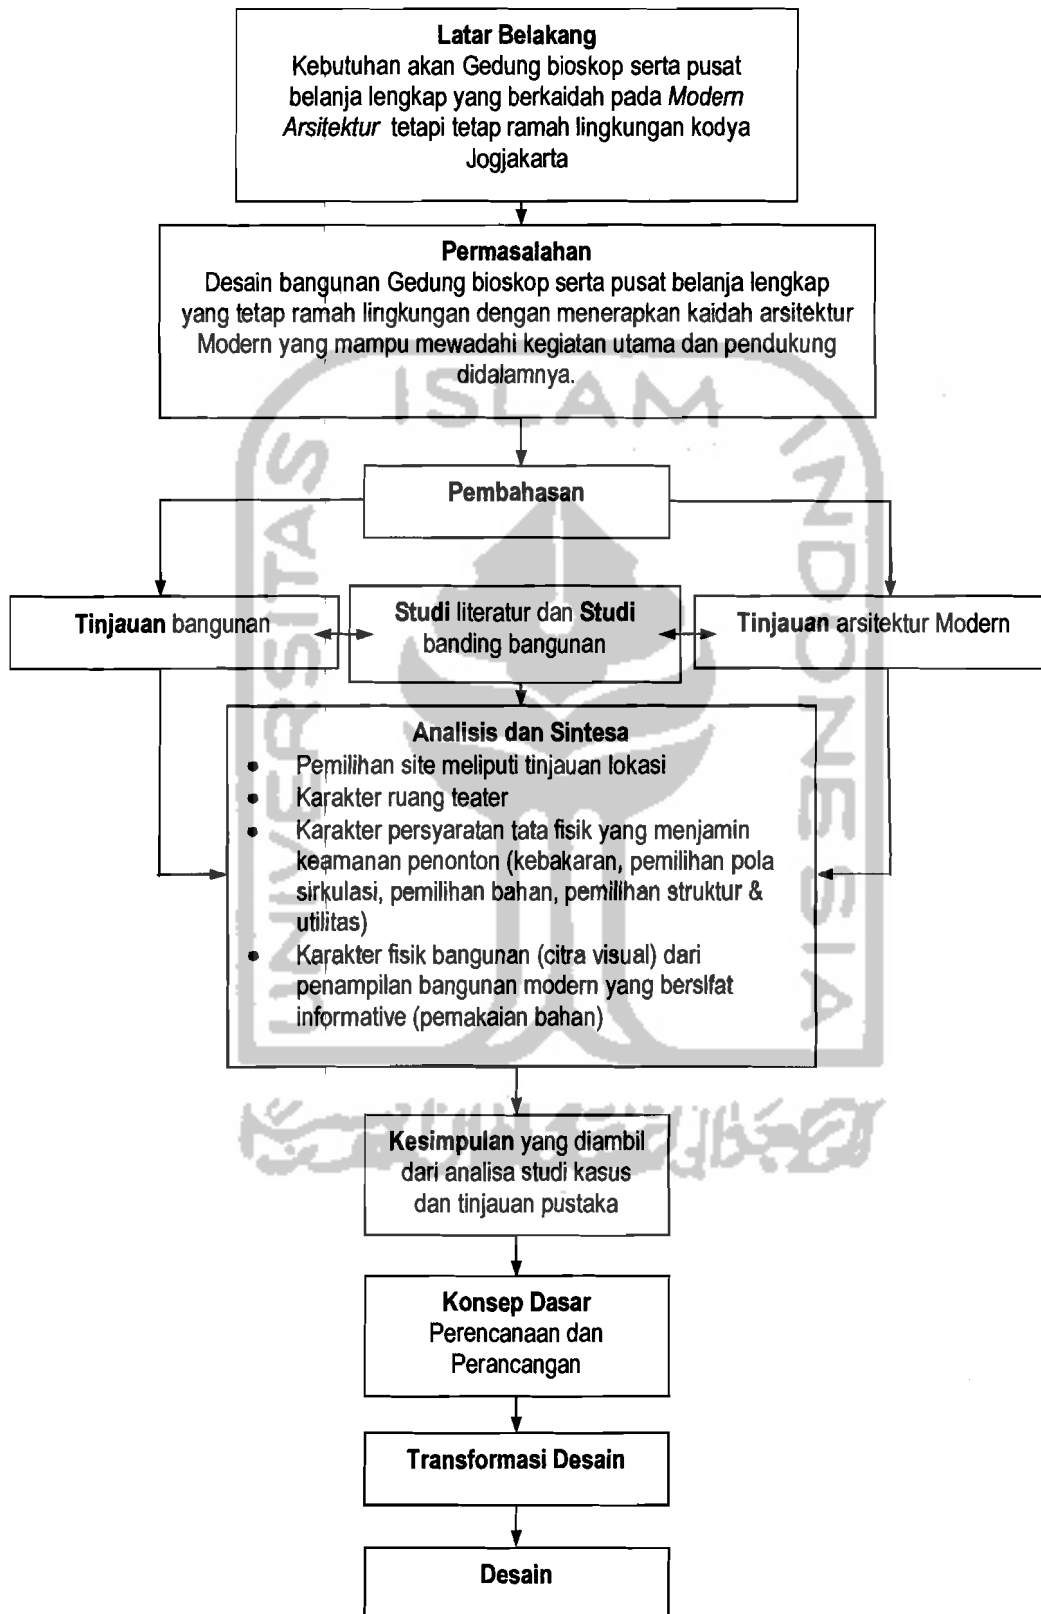 Latar Belakang
Kebutuhan akan Gedung bioskop serta pusat
belanja lengkap yang berkaidah pada Modern
Arsitektur tetapi tetap ramah lingkungan kodya
Jogjakarta
Permasalahan
Desain bangunan Gedung bioskop serta pusat belanja lengkap
yang tetap ramah lingkungan dengan menerapkan kaidah arsitektur
Modern yang mampu mewadahi kegiatan utama dan pendukung
didalamnya.
Pembahasan
Tinjauan bangunan
Studi literatur dan Studi
banding bangunan
Tinjauan arsitektur Modern
Analisis dan Sintesa
• Pemilihan site meliputi tinjauan lokasi
• Karakter ruang teater
• Karakter persyaratan tata fisik yang menjamin
keamanan penonton (kebakaran, pemilihan pola
sirkulasi, pemilihan bahan, pemilihan struktur &
utilitas)
• Karakter fisik bangunan (citra visual) dari
penampilan bangunan modern yang bersifat
informative (pemakaian bahan)
Kesimpulan yang diambil
dari analisa studi kasus
dan tinjauan pustaka
Konsep Dasar
Perencanaan dan
Perancangan
Transformasi Desain
Desain
UNIVERSITAS
ISLAM
INDONESIA